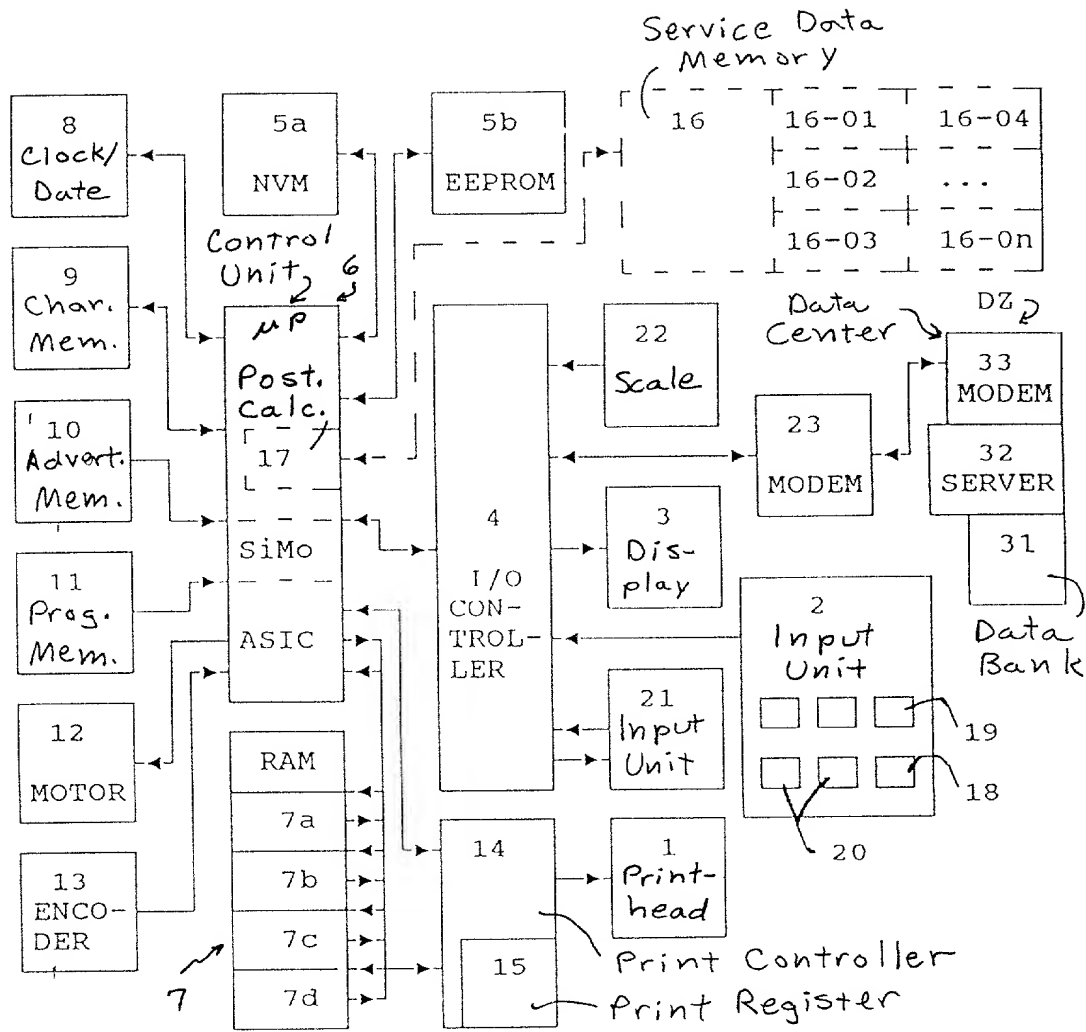 Service Data
Memory
8
Clock/
Date
5a
NVM
5b
EEPROM
16
16-01
16-04
16-02
...
16-03
16-0n
Control
Unit
6
9
Char.
Mem.
µP
Post.
Calc.
17
SiMo
ASIC
10
Advert.
Mem.
11
Prog.
Mem.
12
MOTOR
13
ENCO-
DER
4
I/O
CON-
TROL-
LER
22
Scale
Data
Center
DZ
33
MODEM
23
MODEM
32
SERVER
31
3
Dis-
play
2
Input
Unit
Data
Bank
19
18
20
21
Input
Unit
RAM
7a
7b
7c
7d
7
14
15
1
Print-
head
Print Controller
Print Register